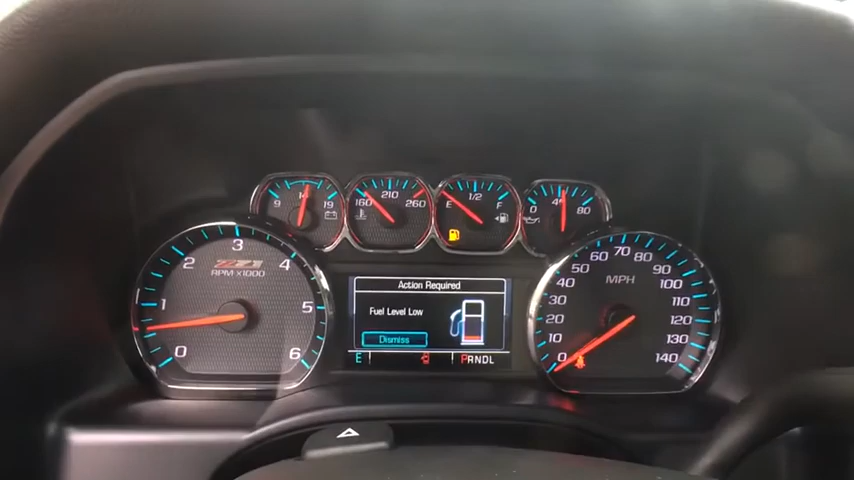 9 14 19
160 210 260
E 1/2 F
0 40 80
0 1 2 3 4 5 6
Z71
RPM X1000
Action Required
Fuel Level Low
Dismiss
E
PRNDL
0 10 20 30 40 50 60 70 80 90 100 110 120 130 140
MPH